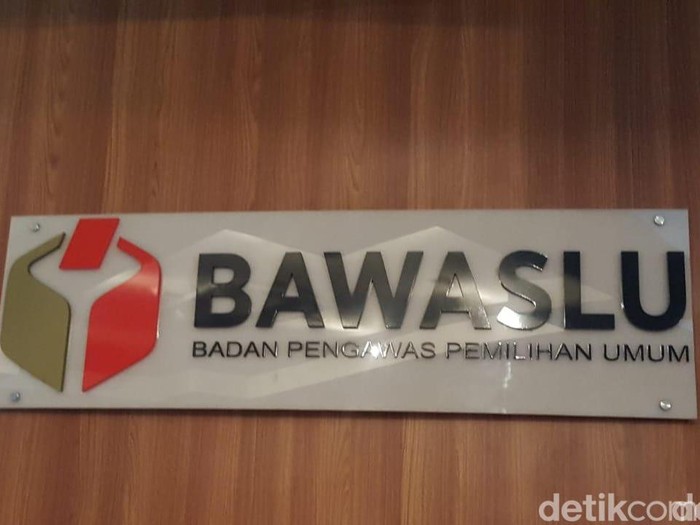 BAWASLU
BADAN PENGAWAS PEMILIHAN UMUM
detikcom